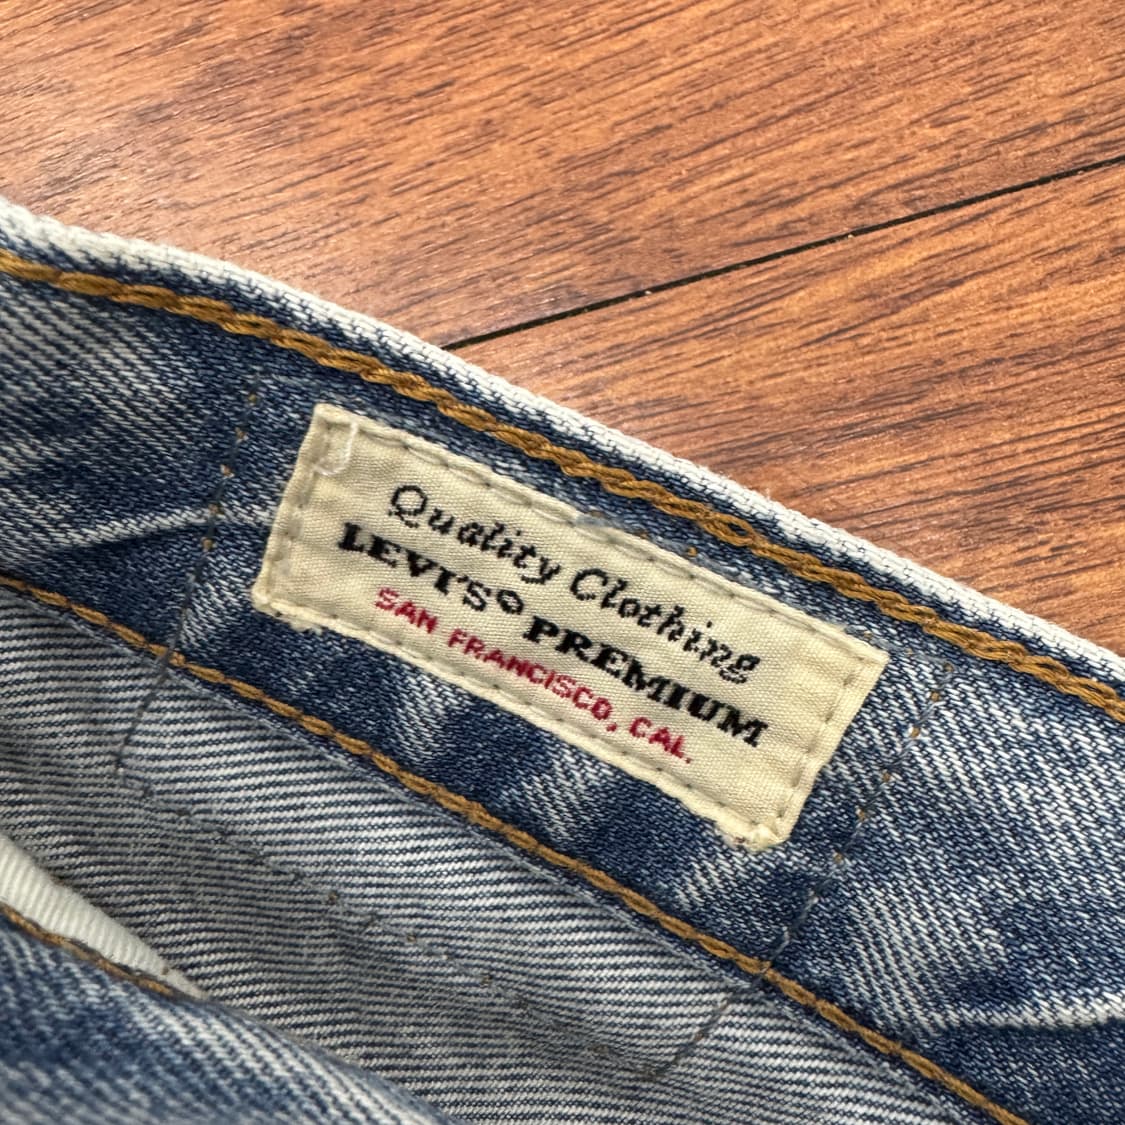 Quality Clothing
LEVI'S® PREMIUM
SAN FRANCISCO, CAL.